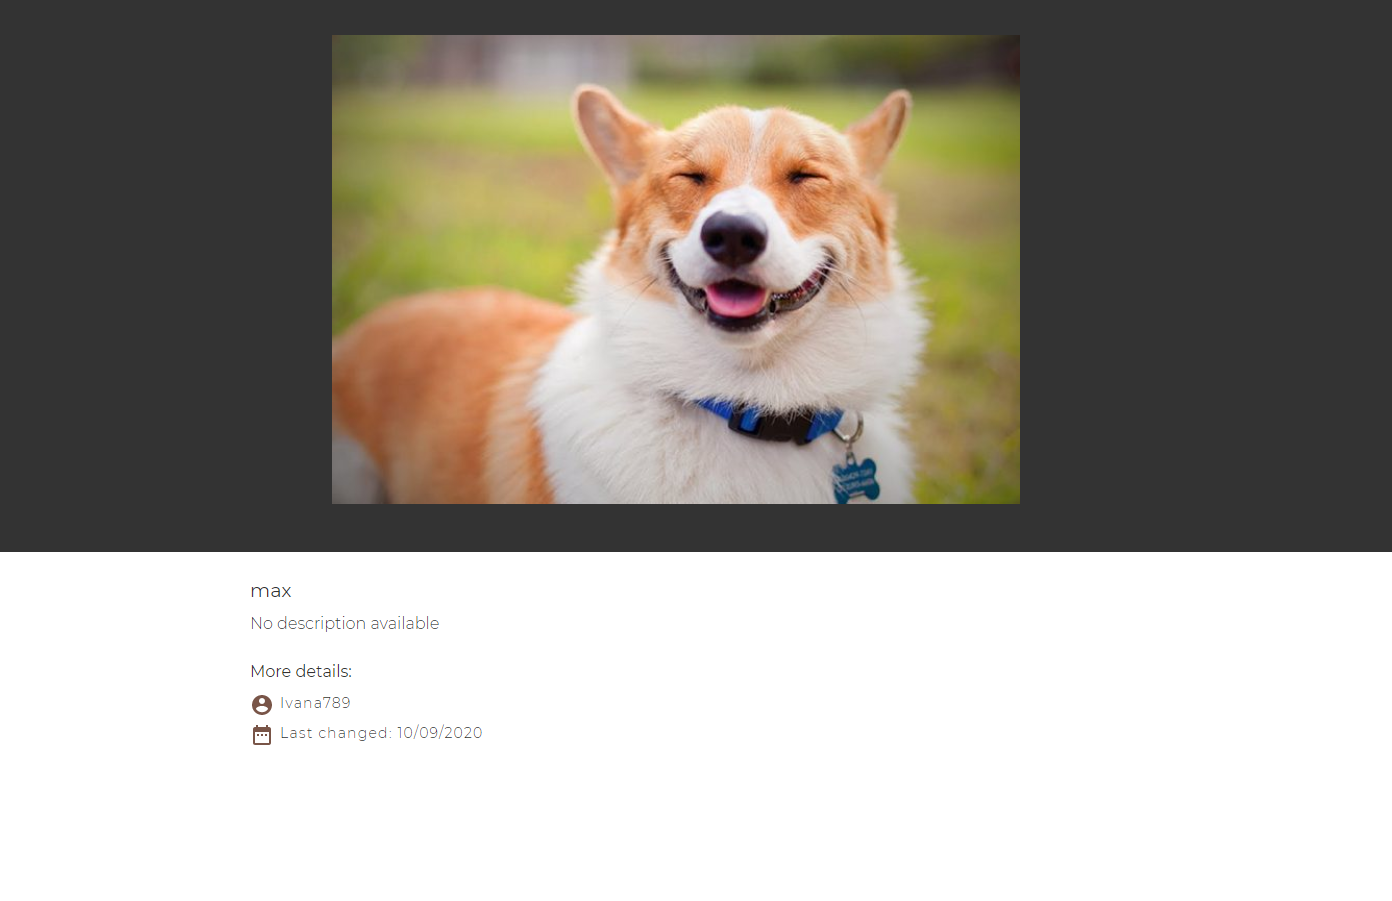 max
No description available
More details:
Ivana789
Last changed: 10/09/2020